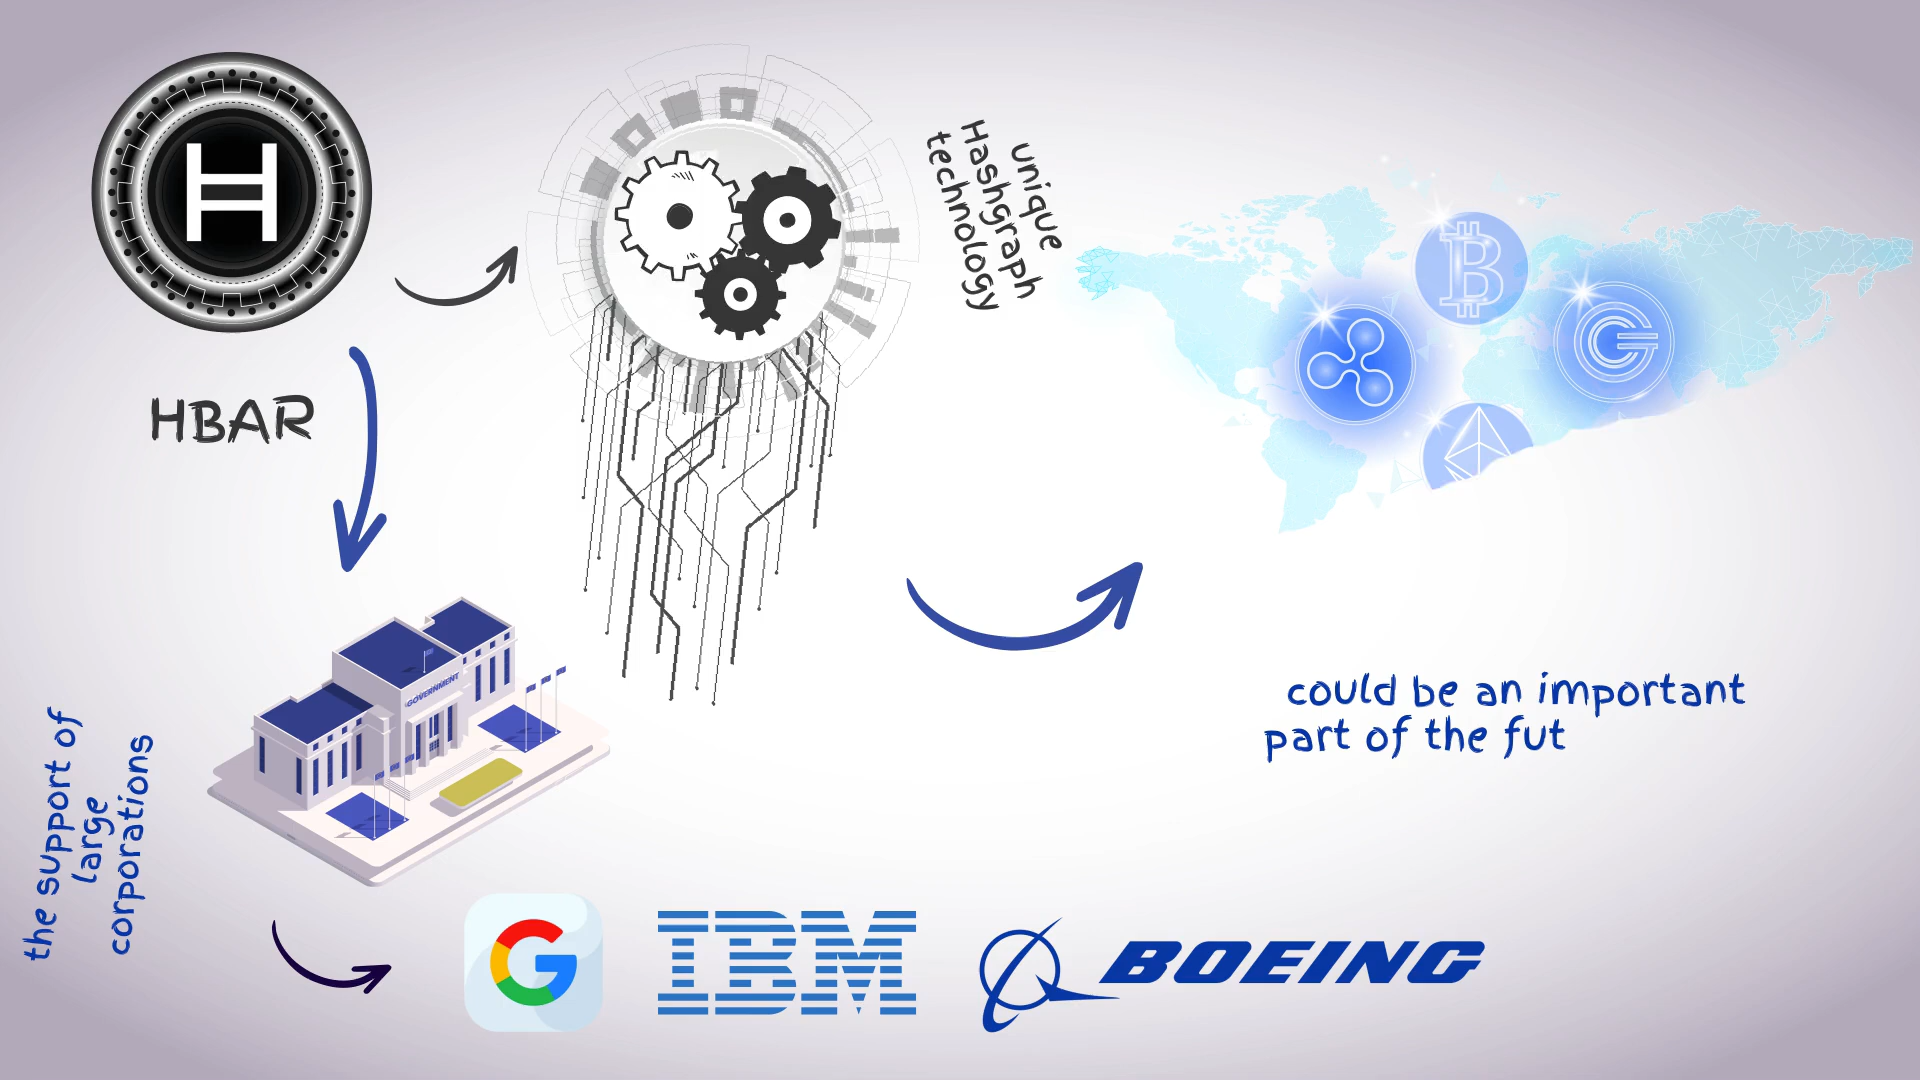 HBAR
unique
Hashgraph
technology
GOVERNMENT
the support of
large
corporations
IBM
BOEING
could be an important
part of the fut